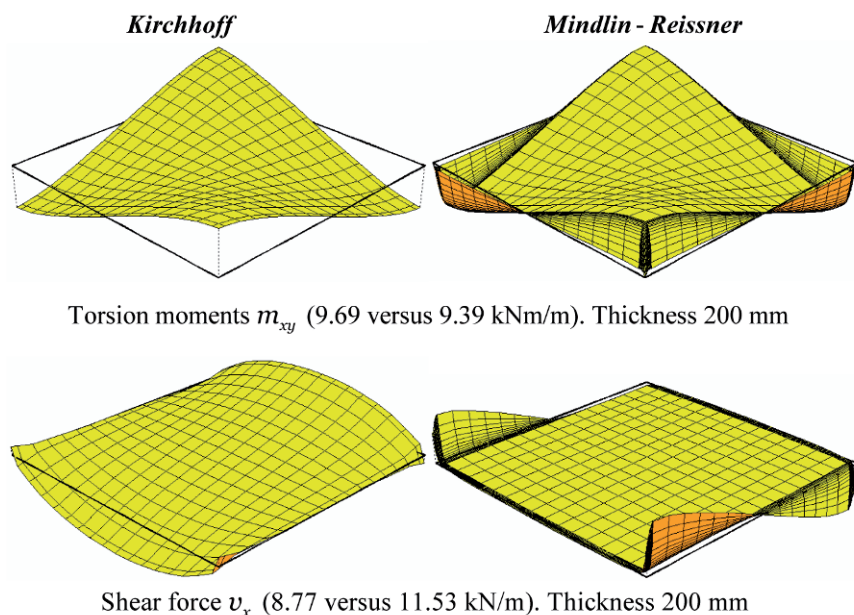 Kirchhoff Mindlin - Reissner
Torsion moments m_xy (9.69 versus 9.39 kNm/m). Thickness 200 mm
Shear force v_x (8.77 versus 11.53 kN/m). Thickness 200 mm